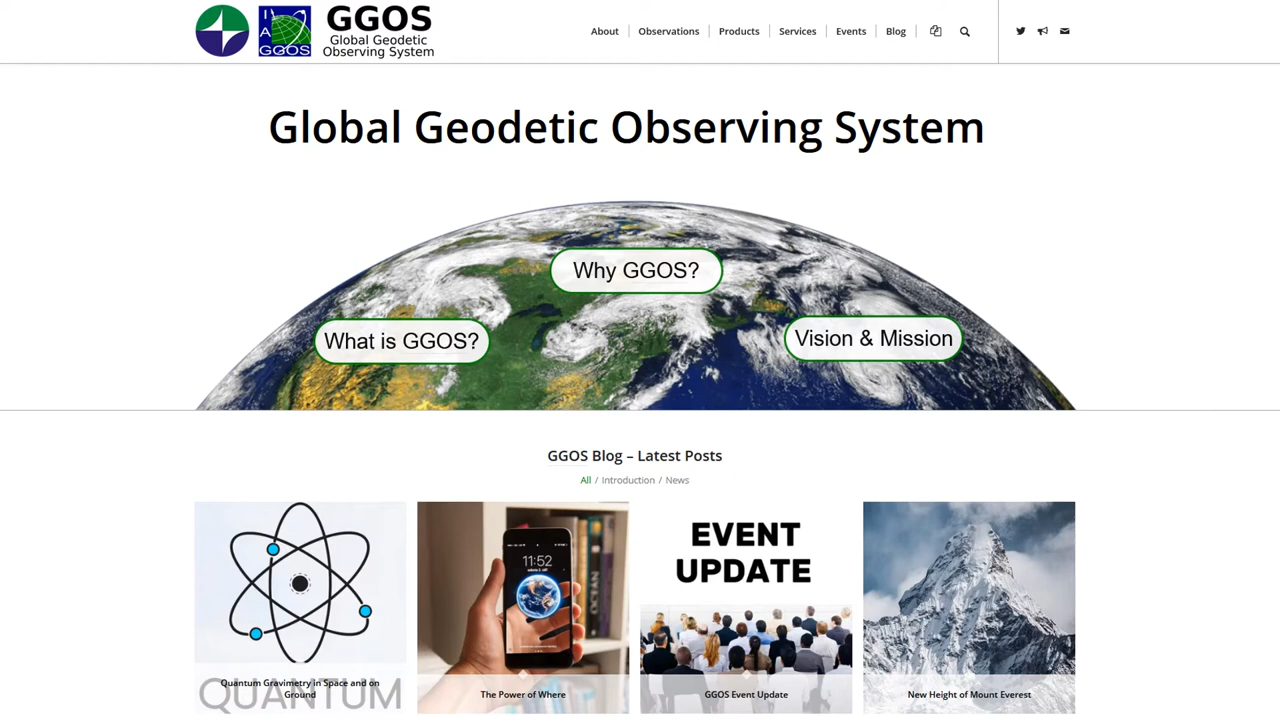 I
A
GGOS
GGOS
Global Geodetic
Observing System
About
Observations
Products
Services
Events
Blog
Global Geodetic Observing System
Why GGOS?
What is GGOS?
Vision & Mission
GGOS Blog – Latest Posts
All / Introduction / News
QUANTUM
Quantum Gravimetry in Space and on
Ground
11:52
The Power of Where
EVENT
UPDATE
GGOS Event Update
New Height of Mount Everest